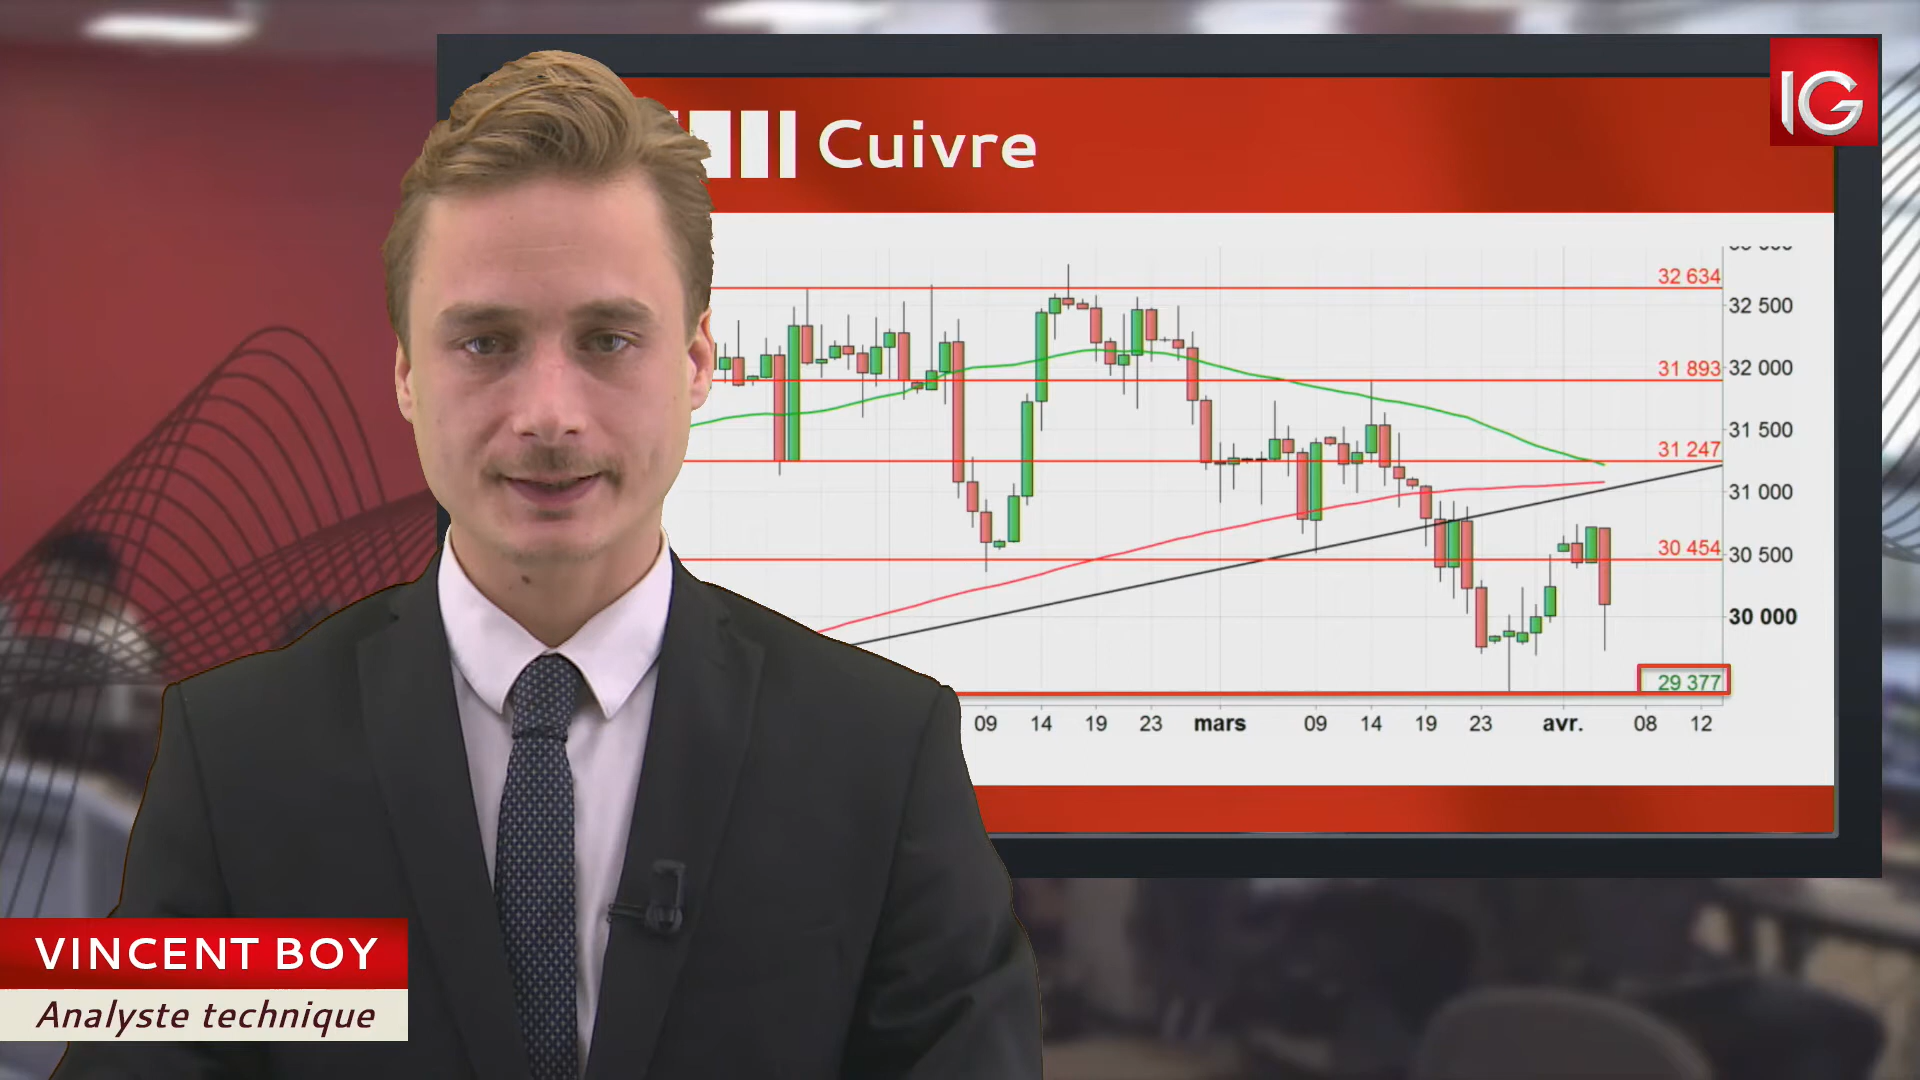 IG
Cuivre
32 634
32 500
32 000
31 893
31 500
31 247
31 000
30 500
30 454
30 000
29 377
09 14 19 23 mars 09 14 19 23 avr. 08 12
VINCENT BOY
Analyste technique